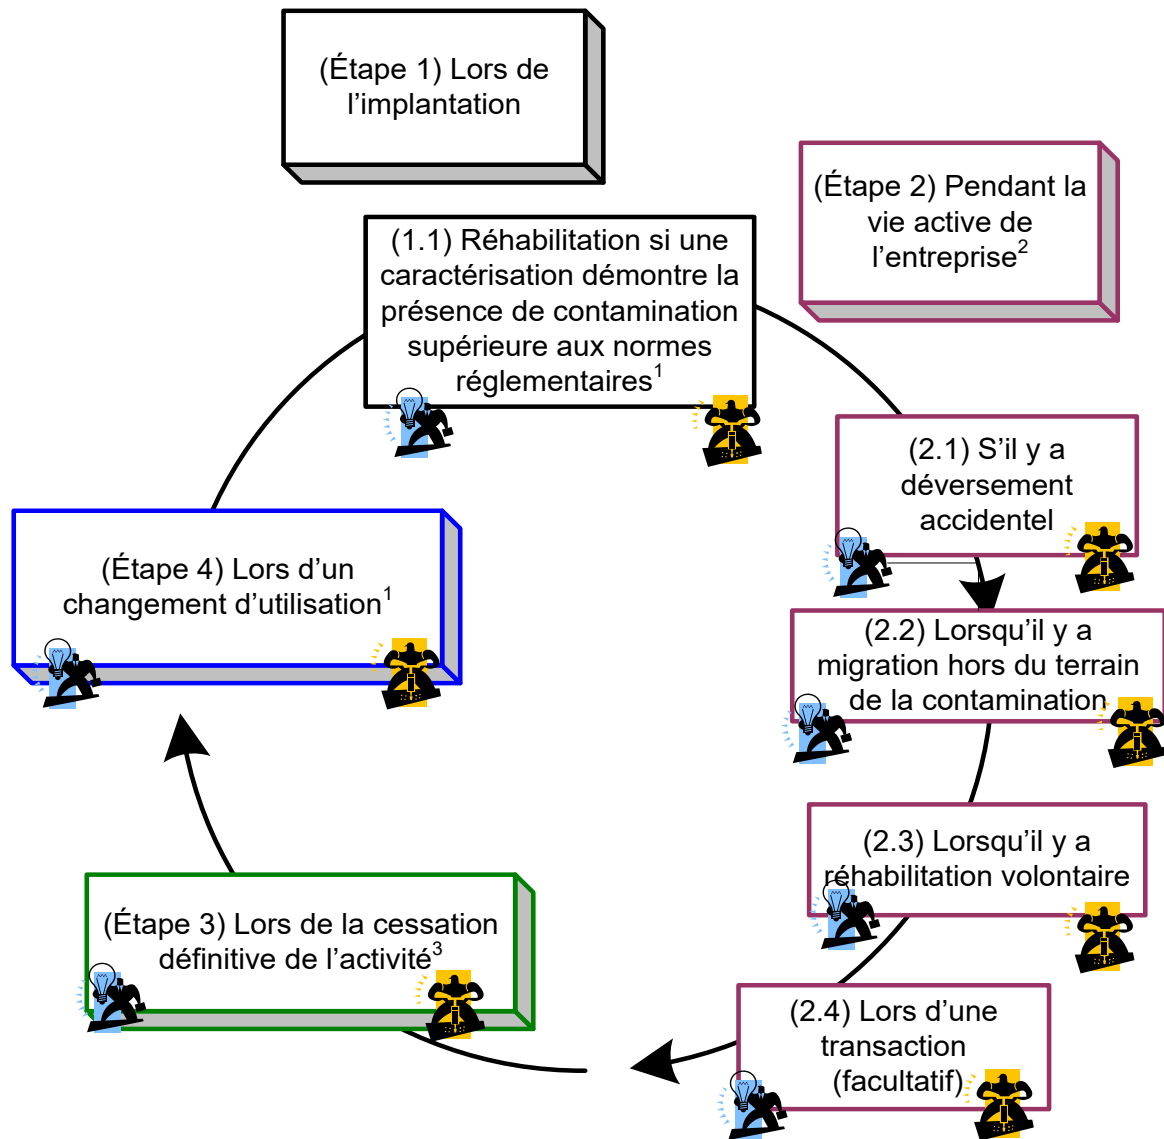 (Étape 1) Lors de
l’implantation
(Étape 2) Pendant la
vie active de
l’entreprise2
(1.1) Réhabilitation si une
caractérisation démontre la
présence de contamination
supérieure aux normes
réglementaires1
(2.1) S’il y a
déversement
accidentel
(2.2) Lorsqu’il y a
migration hors du terrain
de la contamination
(2.3) Lorsqu’il y a
réhabilitation volontaire
(2.4) Lors d’une
transaction
(facultatif)
(Étape 3) Lors de la cessation
définitive de l’activité3
(Étape 4) Lors d’un
changement d’utilisation1